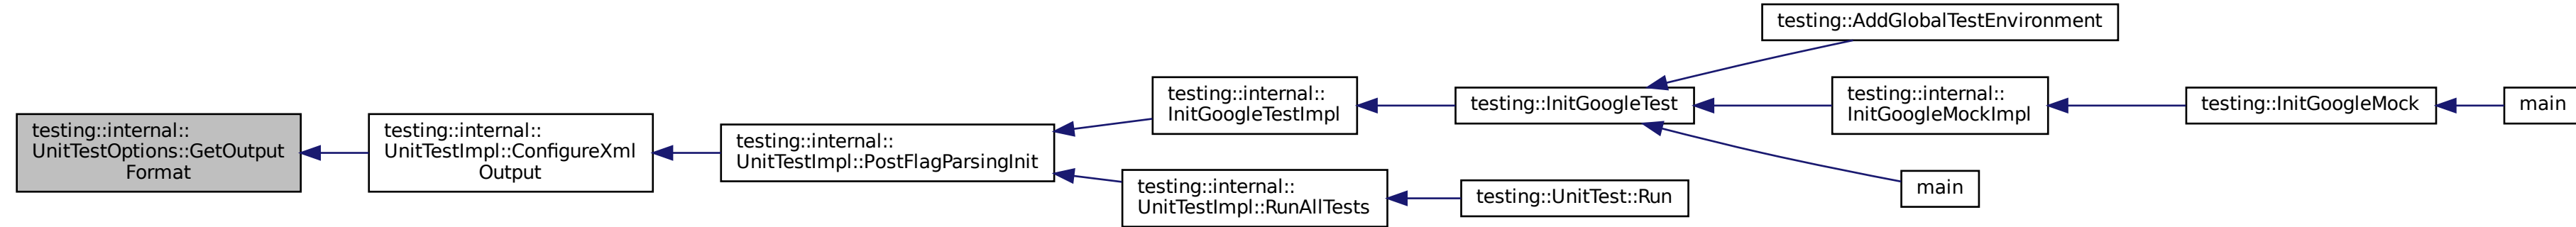 testing::internal::
UnitTestOptions::GetOutput
Format
testing::internal::
UnitTestImpl::ConfigureXml
Output
testing::internal::
UnitTestImpl::PostFlagParsingInit
testing::internal::
InitGoogleTestImpl
testing::internal::
UnitTestImpl::RunAllTests
testing::InitGoogleTest
testing::UnitTest::Run
testing::AddGlobalTestEnvironment
testing::internal::
InitGoogleMockImpl
main
testing::InitGoogleMock
main